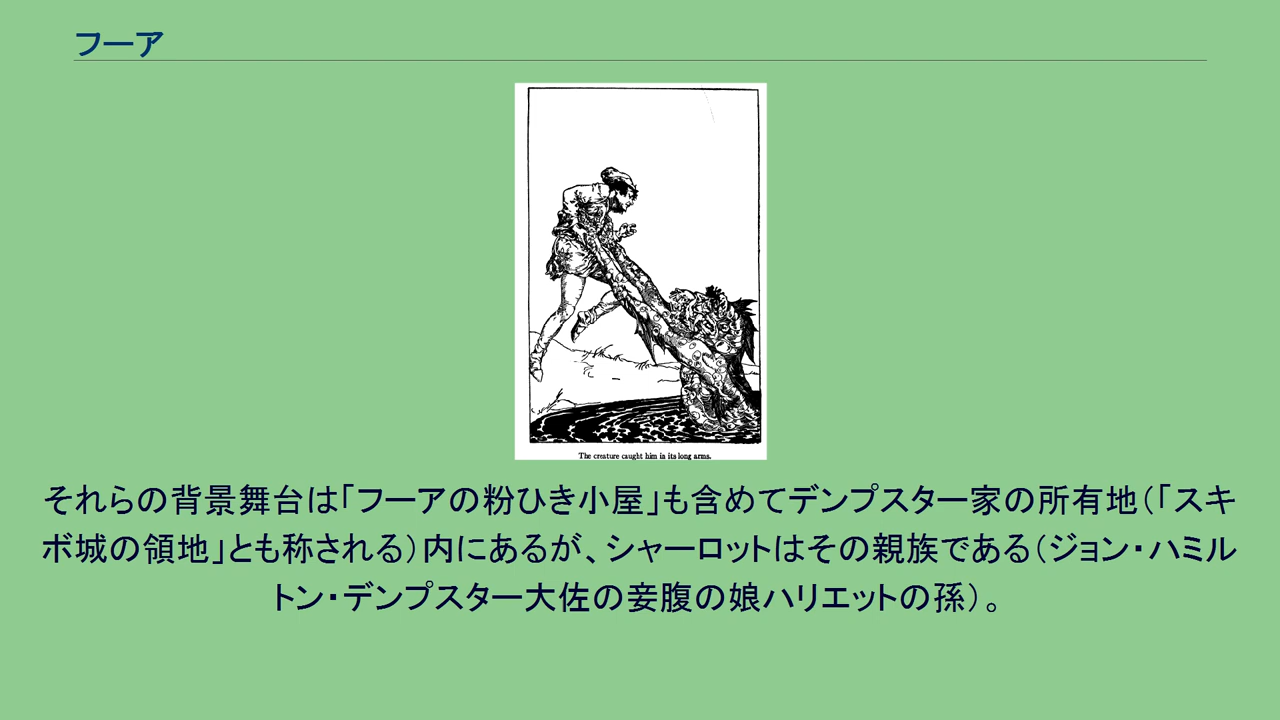 フーア
The creature caught him in its long arms.
それらの背景舞台は「フーアの粉ひき小屋」も含めてデンプスター家の所有地（「スキ
ボ城の領地」とも称される）内にあるが、シャーロットはその親族である（ジョン・ハミル
トン・デンプスター大佐の妾腹の娘ハリエットの孫）。